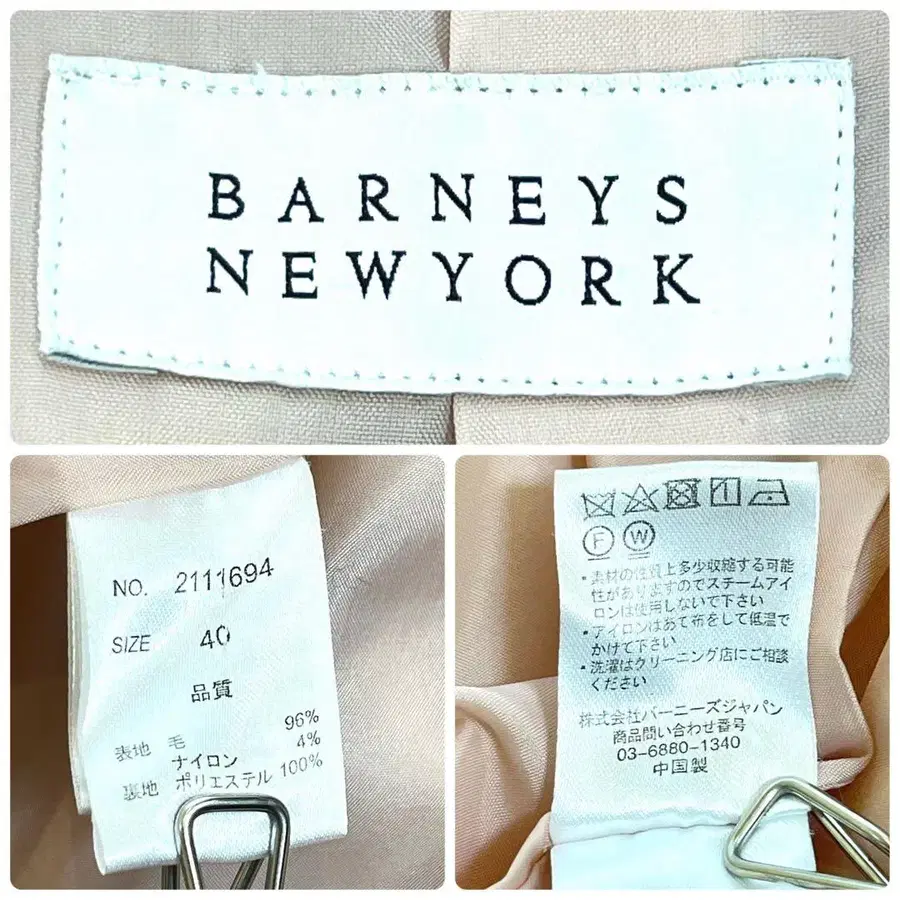 BARNEYS
NEWYORK
NO. 2111694
SIZE 40
品質
表地 毛 96%
ナイロン 4%
裏地 ポリエステル 100%
F W
・素材の性質上多少収縮する可能
性がありますのでスチームアイ
ロンは使用しないで下さい
・アイロンはあて布をして低温で
かけて下さい
・洗濯はクリーニング店にご相談
ください
株式会社バーニーズジャパン
商品問い合わせ番号
03-6880-1340
中国製